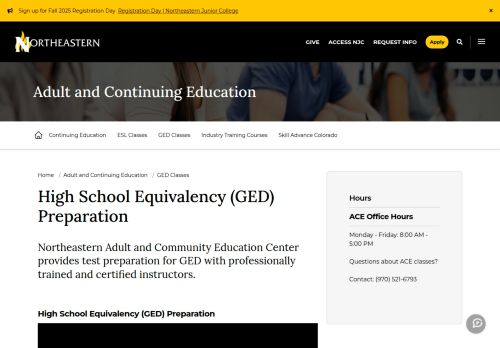 Sign up for Fall 2025 Registration Day Registration Day | Northeastern Junior College ×
NORTHEASTERN GIVE ACCESS NJC REQUEST INFO Apply
Adult and Continuing Education
Continuing Education ESL Classes GED Classes Industry Training Courses Skill Advance Colorado
Home / Adult and Continuing Education / GED Classes
High School Equivalency (GED)
Preparation
Northeastern Adult and Community Education Center
provides test preparation for GED with professionally
trained and certified instructors.
High School Equivalency (GED) Preparation
Hours
ACE Office Hours
Monday - Friday: 8:00 AM -
5:00 PM
Questions about ACE classes?
Contact: (970) 521-6793